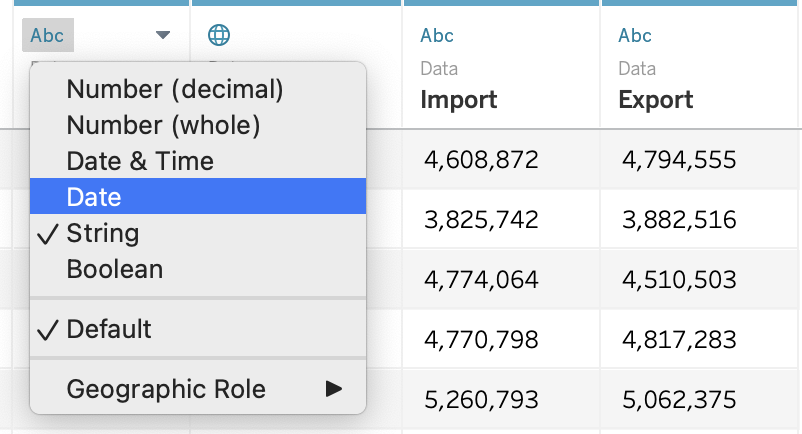 Abc
Abc
Abc
Data
Data
Import
Export
Number (decimal)
Number (whole)
Date & Time
Date
String
Boolean
Default
Geographic Role
4,608,872 4,794,555
3,825,742 3,882,516
4,774,064 4,510,503
4,770,798 4,817,283
5,260,793 5,062,375